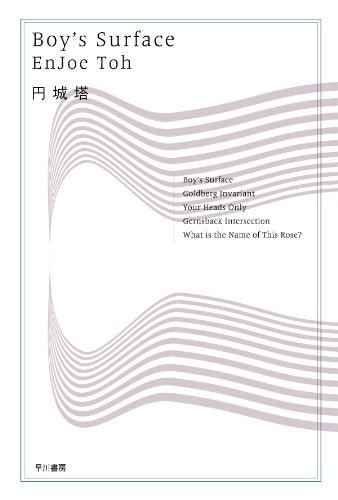 Boy's Surface
EnJoe Toh
円城塔
Boy's Surface
Goldberg Invariant
Your Heads Only
Gernsback Intersection
What is the Name of This Rose?
早川書房